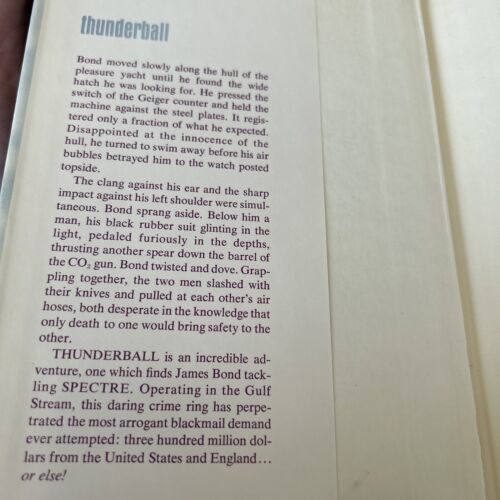 thunderball
Bond moved slowly along the hull of the
pleasure yacht until he found the wide
hatch he was looking for. He pressed the
switch of the Geiger counter and held the
machine against the steel plates. It regis-
tered only a fraction of what he expected.
Disappointed at the innocence of the
hull, he turned to swim away before his air
bubbles betrayed him to the watch posted
topside.
The clang against his ear and the sharp
impact against his left shoulder were simul-
taneous. Bond sprang aside. Below him a
man, his black rubber suit glinting in the
light, pedaled furiously in the depths,
thrusting another spear down the barrel of
the CO₂ gun. Bond twisted and dove. Grap-
pling together, the two men slashed with
their knives and pulled at each other's air
hoses, both desperate in the knowledge that
only death to one would bring safety to the
other.
THUNDERBALL is an incredible ad-
venture, one which finds James Bond tack-
ling SPECTRE. Operating in the Gulf
Stream, this daring crime ring has perpe-
trated the most arrogant blackmail demand
ever attempted: three hundred million dol-
lars from the United States and England...
or else!